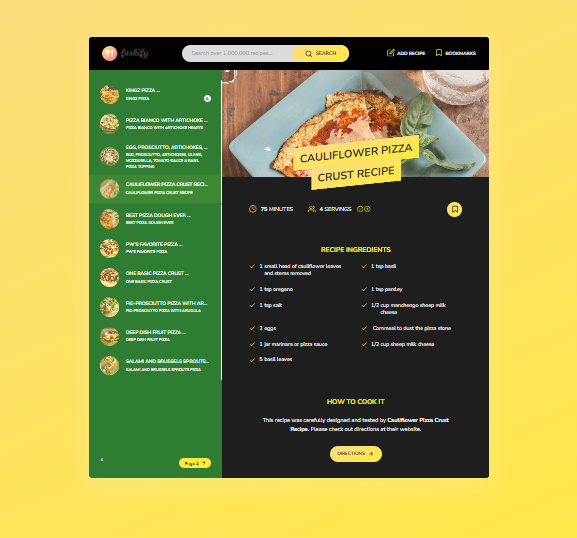 forkify
Search over 1,000,000 recipes...
SEARCH
ADD RECIPE
BOOKMARKS
KINGZ PIZZA ...
KINGZ PIZZA
PIZZA BIANCO WITH ARTICHOKE ...
PIZZA BIANCO WITH ARTICHOKE HEARTS
EGG, PROSCIUTTO, ARTICHOKES, ...
EGG, PROSCIUTTO, ARTICHOKES, OLIVES,
MOZZARELLA, TOMATO SAUCE & BASIL
PIZZA TOPPING
CAULIFLOWER PIZZA CRUST RECI...
CAULIFLOWER PIZZA CRUST RECIPE
BEST PIZZA DOUGH EVER ...
BEST PIZZA DOUGH EVER
PW'S FAVORITE PIZZA ...
PW'S FAVORITE PIZZA
ONE BASIC PIZZA CRUST ...
ONE BASIC PIZZA CRUST
FIG-PROSCIUTTO PIZZA WITH AR...
FIG-PROSCIUTTO PIZZA WITH ARUGULA
DEEP DISH FRUIT PIZZA ...
DEEP DISH FRUIT PIZZA
SALAMI AND BRUSSELS SPROUTS...
SALAMI AND BRUSSELS SPROUTS PIZZA
Page 2
CAULIFLOWER PIZZA
CRUST RECIPE
75 MINUTES
4 SERVINGS
RECIPE INGREDIENTS
1 small head of cauliflower leaves
and stems removed
1 tsp basil
1 tsp oregano
1 tsp parsley
1 tsp salt
1/2 cup manchengo sheep milk
cheese
2 eggs
Cornmeal to dust the pizza stone
1 jar marinara or pizza sauce
1/2 cup sheep milk cheese
5 basil leaves
HOW TO COOK IT
This recipe was carefully designed and tested by Cauliflower Pizza Crust
Recipe. Please check out directions at their website.
DIRECTIONS